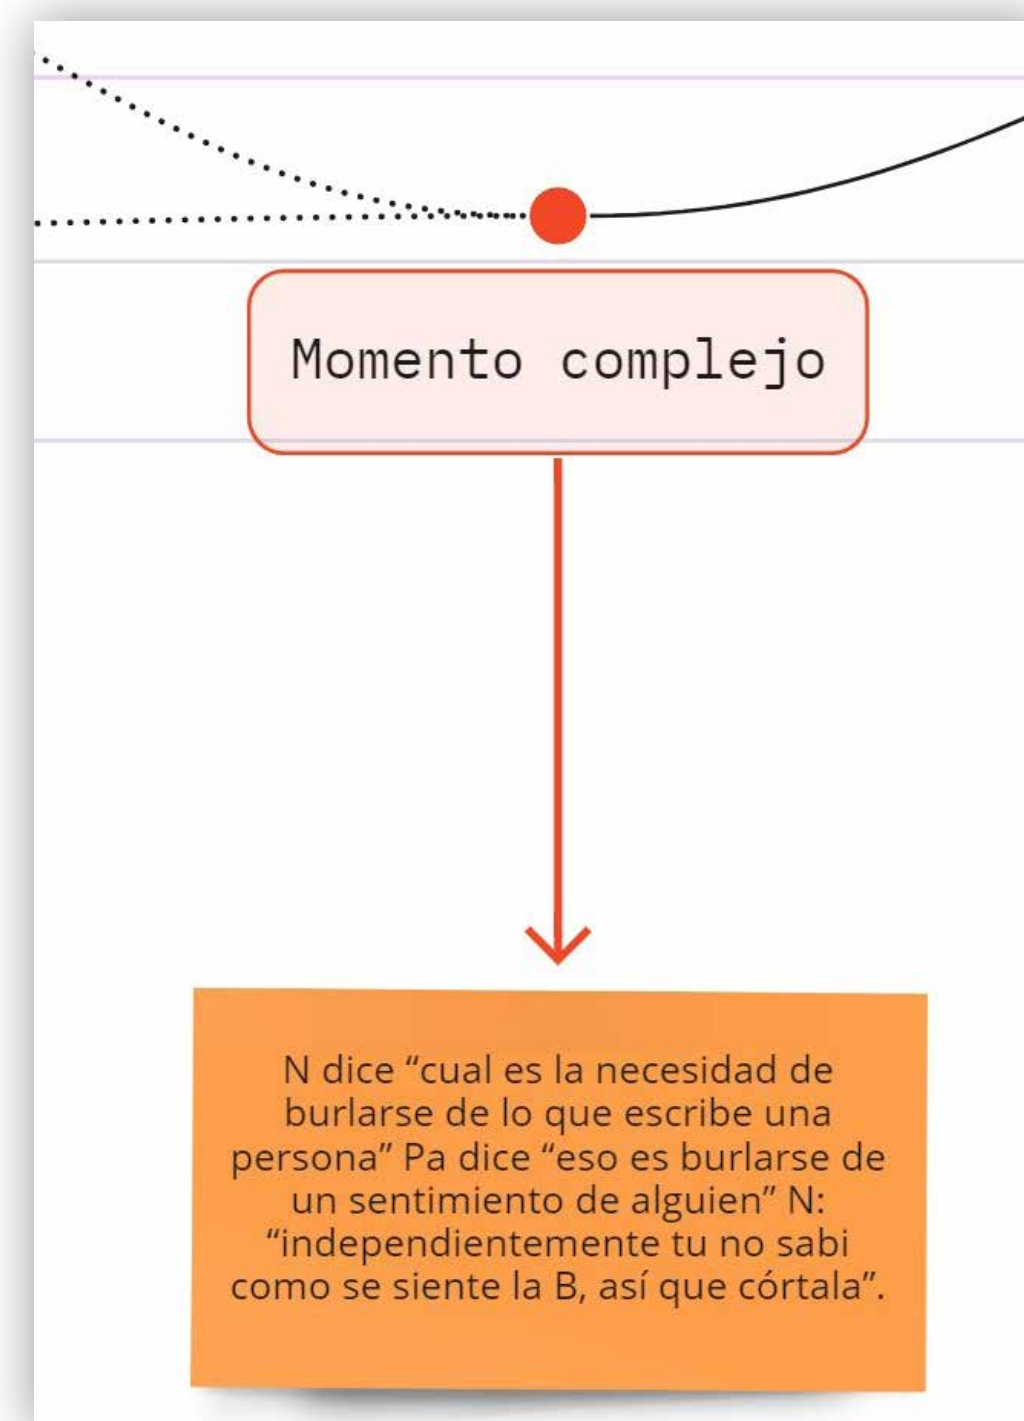 Momento complejo
N dice “cual es la necesidad de
burlarse de lo que escribe una
persona” Pa dice “eso es burlarse de
un sentimiento de alguien” N:
“independientemente tu no sabi
como se siente la B, así que córtala”.